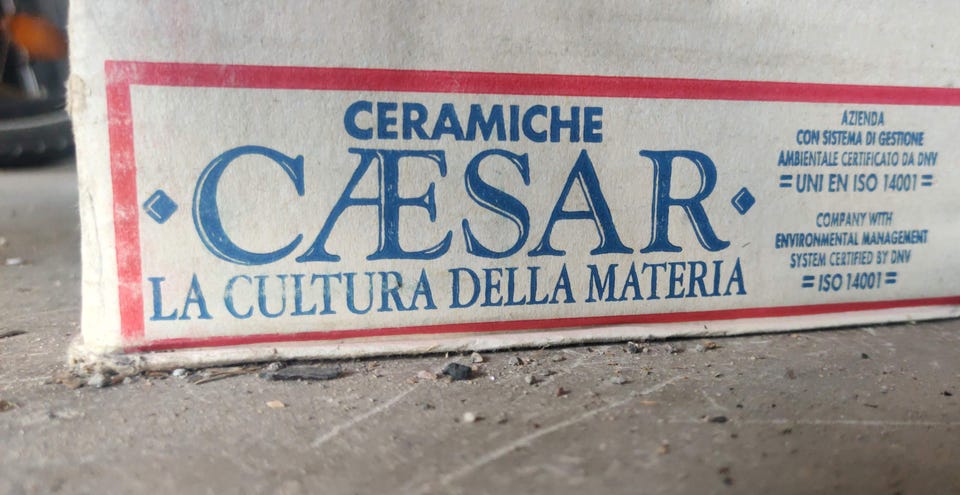 CERAMICHE
CÆSAR
LA CULTURA DELLA MATERIA
AZIENDA
CON SISTEMA DI GESTIONE
AMBIENTALE CERTIFICATO DA DNV
= UNI EN ISO 14001 =
COMPANY WITH
ENVIRONMENTAL MANAGEMENT
SYSTEM CERTIFIED BY DNV
= ISO 14001 =